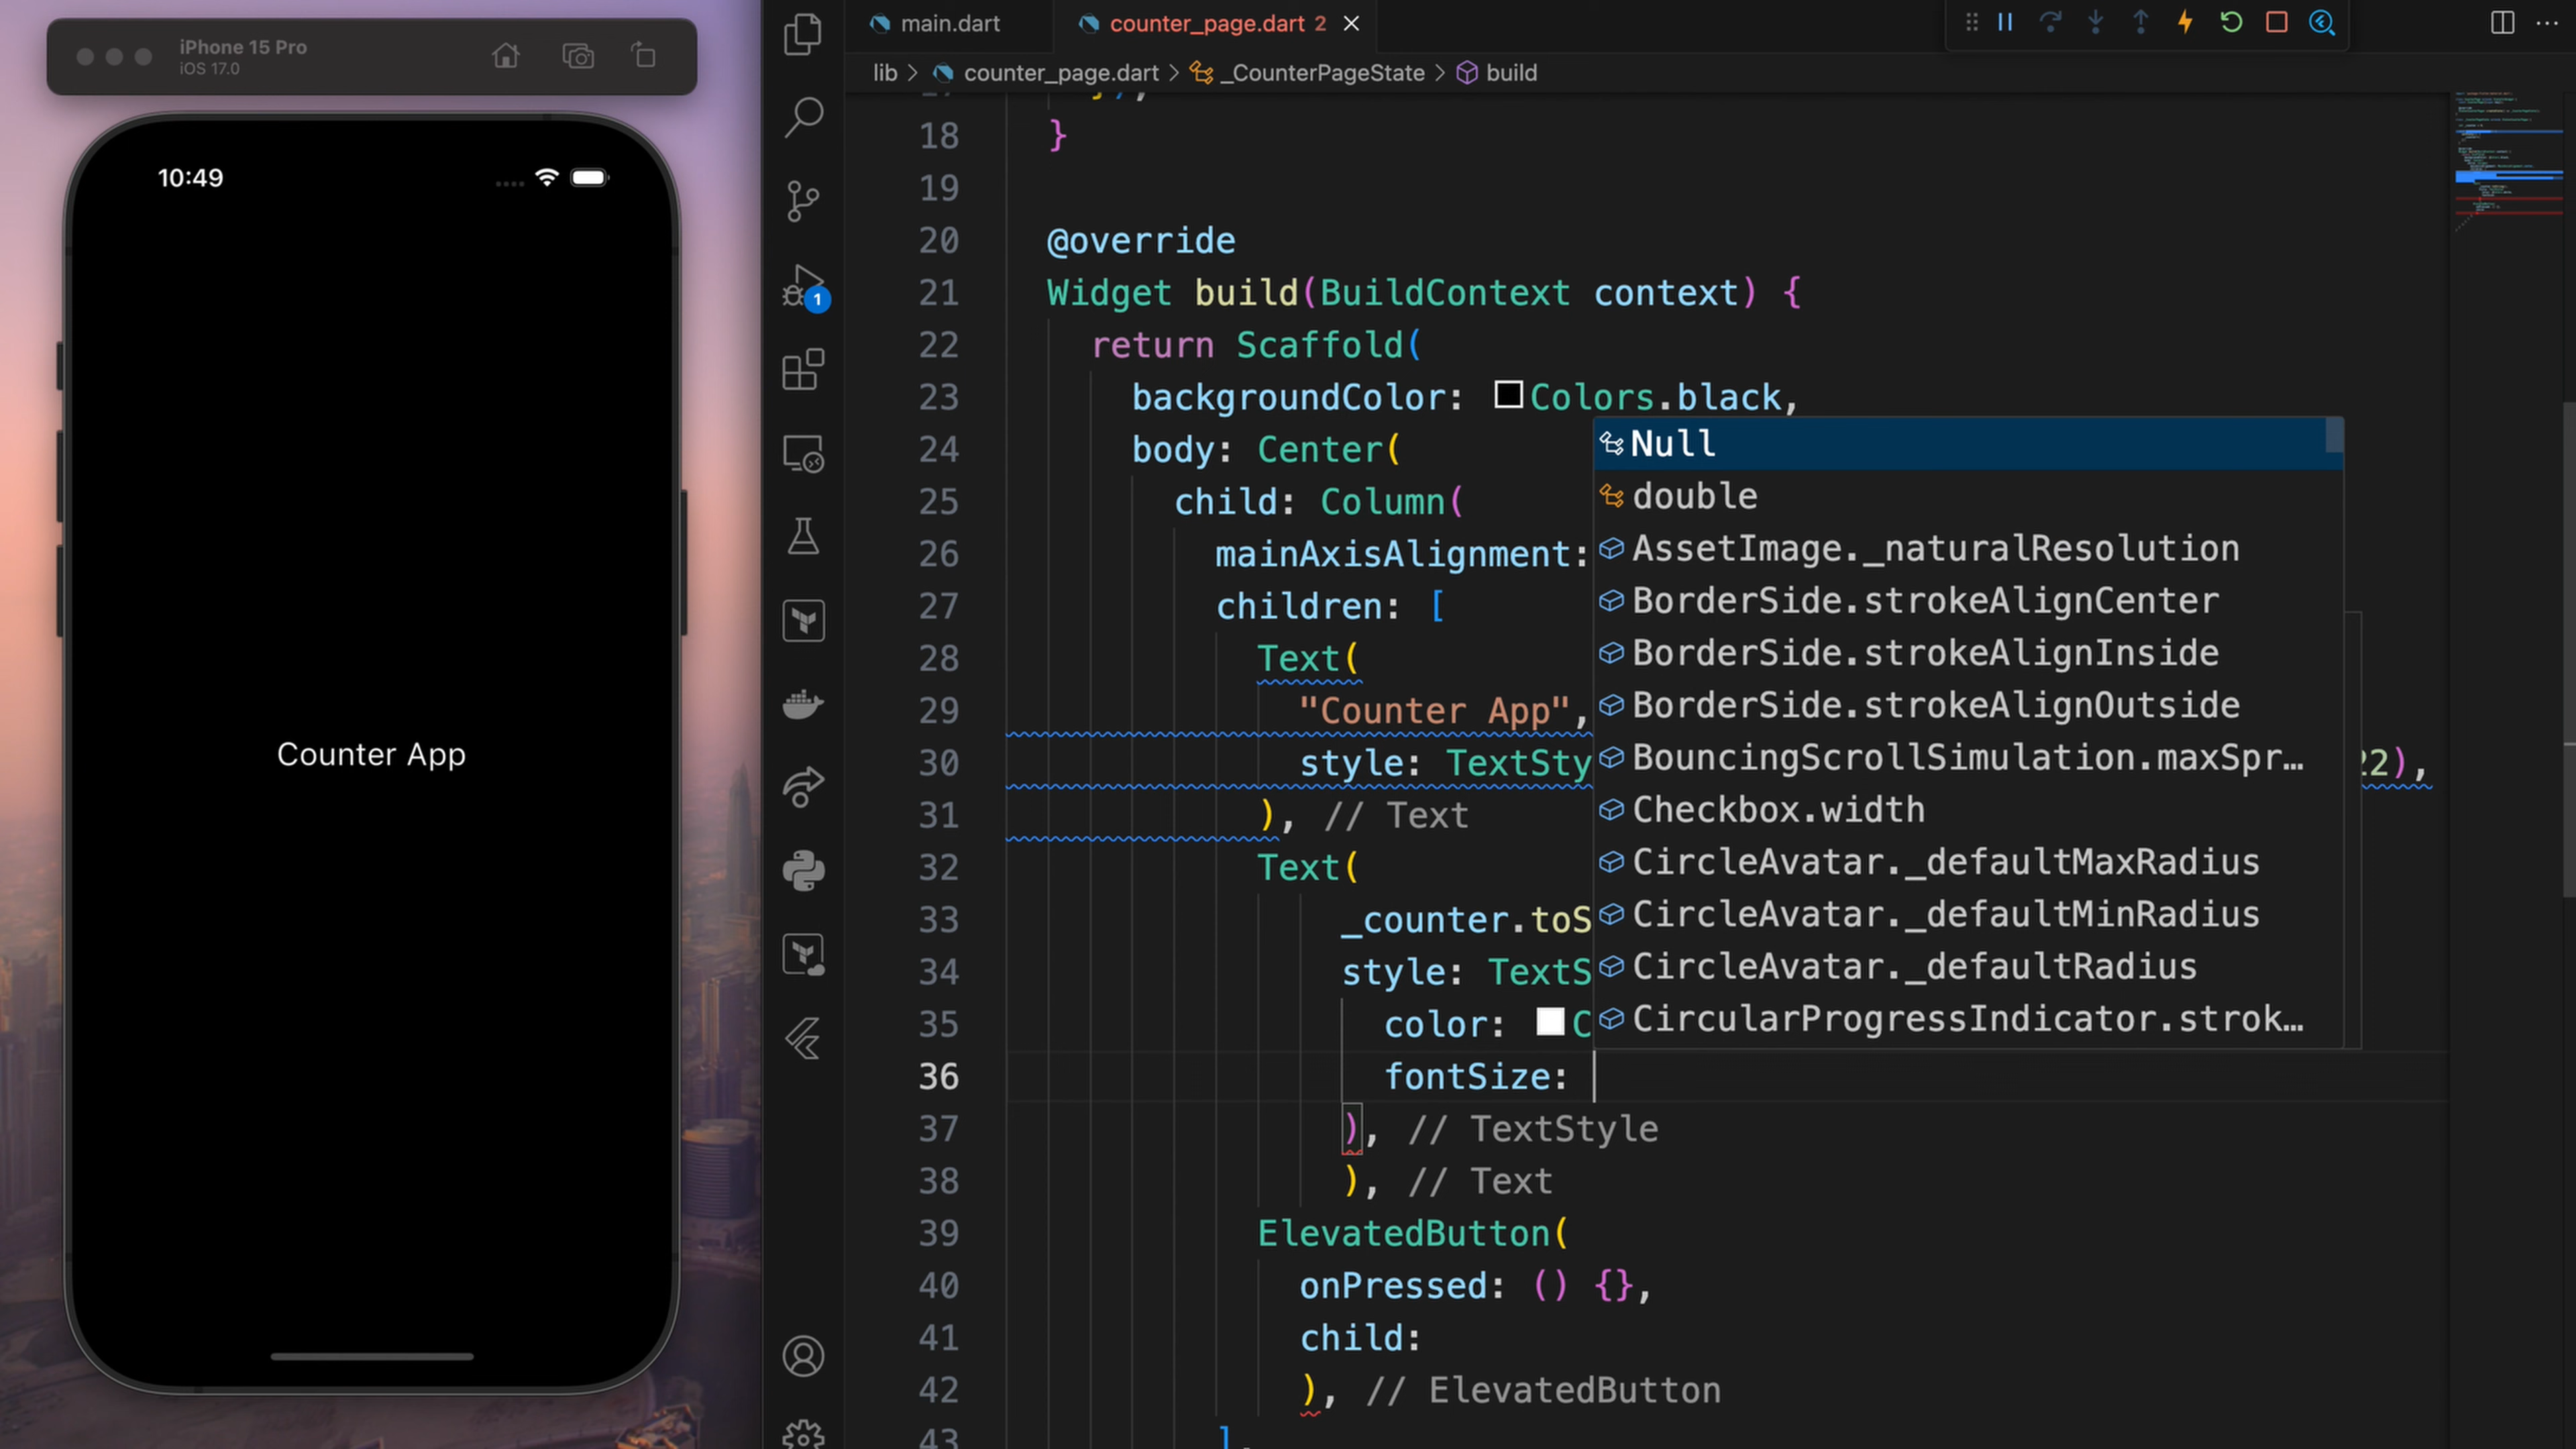 iPhone 15 Pro
iOS 17.0
10:49
Counter App
1
main.dart
counter_page.dart 2
lib > counter_page.dart > _CounterPageState > build
18 }
19
20 @override
21 Widget build(BuildContext context) {
22 return Scaffold(
23 backgroundColor: Colors.black,
24 body: Center(
25 child: Column(
26 mainAxisAlignment:
27 children: [
28 Text(
29 "Counter App",
30 style: TextSty 22),
31 ), // Text
32 Text(
33 _counter.toS
34 style: TextS
35 color: C
36 fontSize:
37 ), // TextStyle
38 ), // Text
39 ElevatedButton(
40 onPressed: () {},
41 child:
42 ), // ElevatedButton
43 ],
Null
double
AssetImage._naturalResolution
BorderSide.strokeAlignCenter
BorderSide.strokeAlignInside
BorderSide.strokeAlignOutside
BouncingScrollSimulation.maxSpr…
Checkbox.width
CircleAvatar._defaultMaxRadius
CircleAvatar._defaultMinRadius
CircleAvatar._defaultRadius
CircularProgressIndicator.strok…